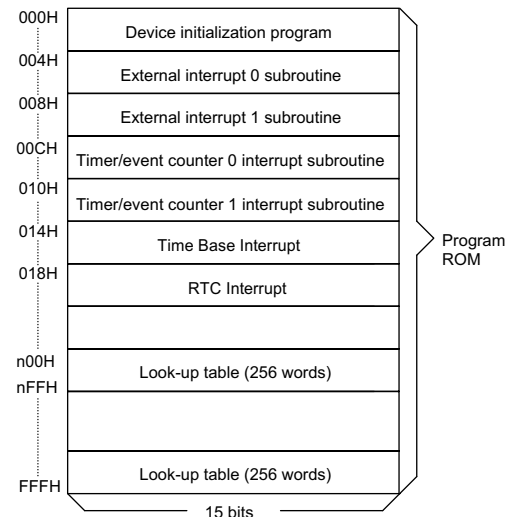 000H
Device initialization program
004H
External interrupt 0 subroutine
008H
External interrupt 1 subroutine
00CH
Timer/event counter 0 interrupt subroutine
010H
Timer/event counter 1 interrupt subroutine
014H
Time Base Interrupt
018H
RTC Interrupt
Program
ROM
n00H
Look-up table (256 words)
nFFH
Look-up table (256 words)
FFFH
15 bits